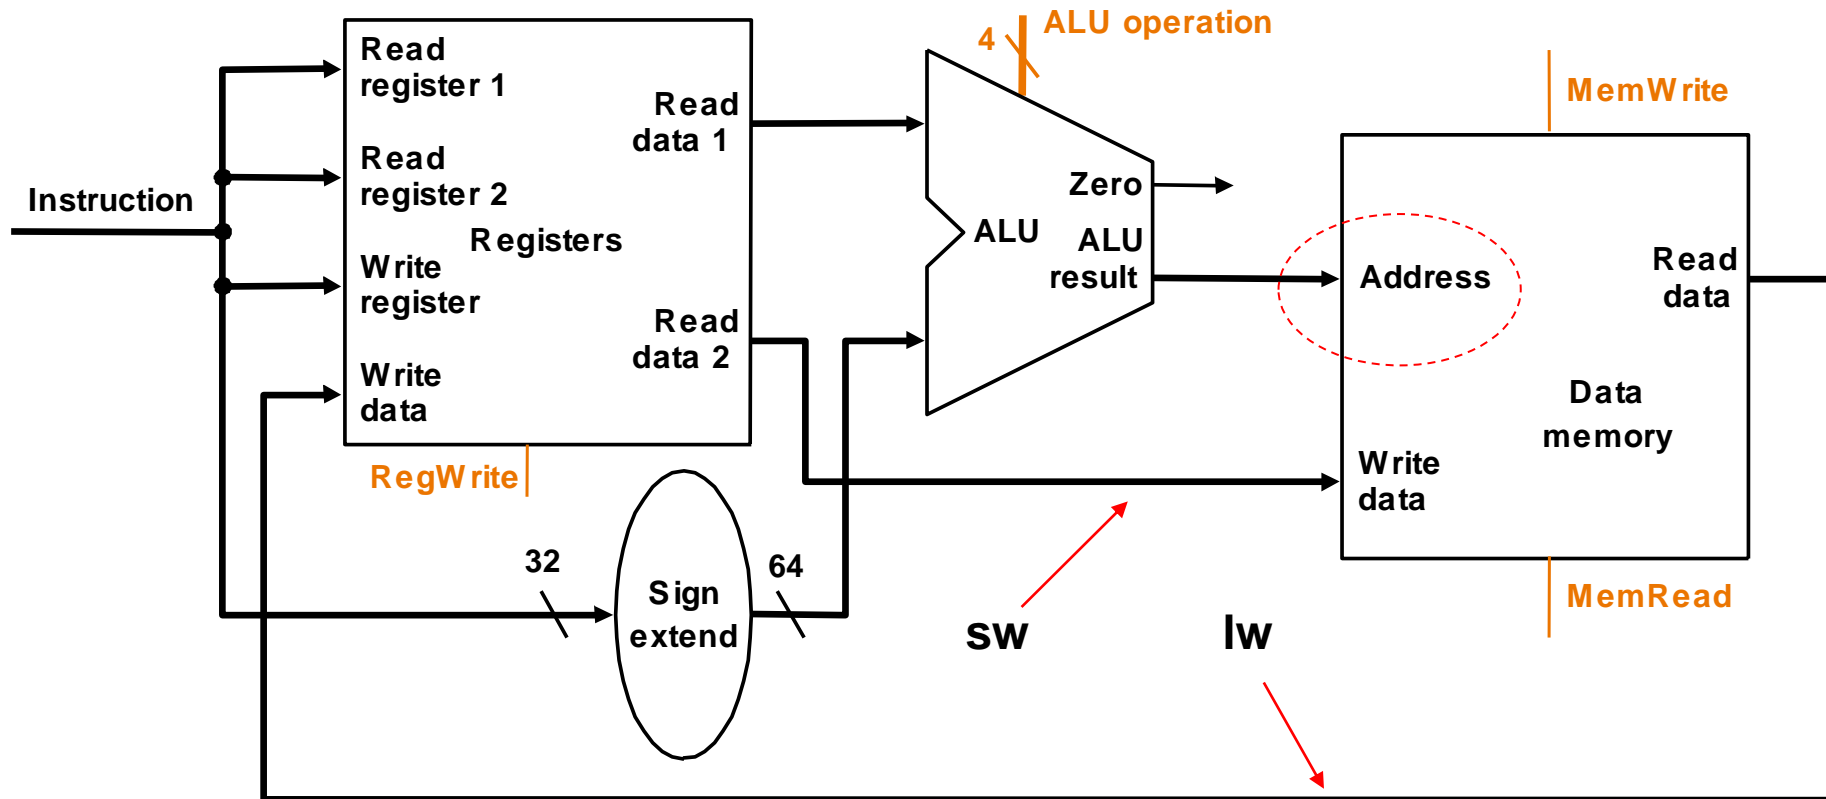 Instruction
Read
register 1
Read
register 2
Registers
Write
register
Write
data
Read
data 1
Read
data 2
RegWrite
32
Sign
extend
64
4
ALU operation
Zero
ALU
ALU
result
MemWrite
Address
Read
data
Data
memory
Write
data
MemRead
sw
lw